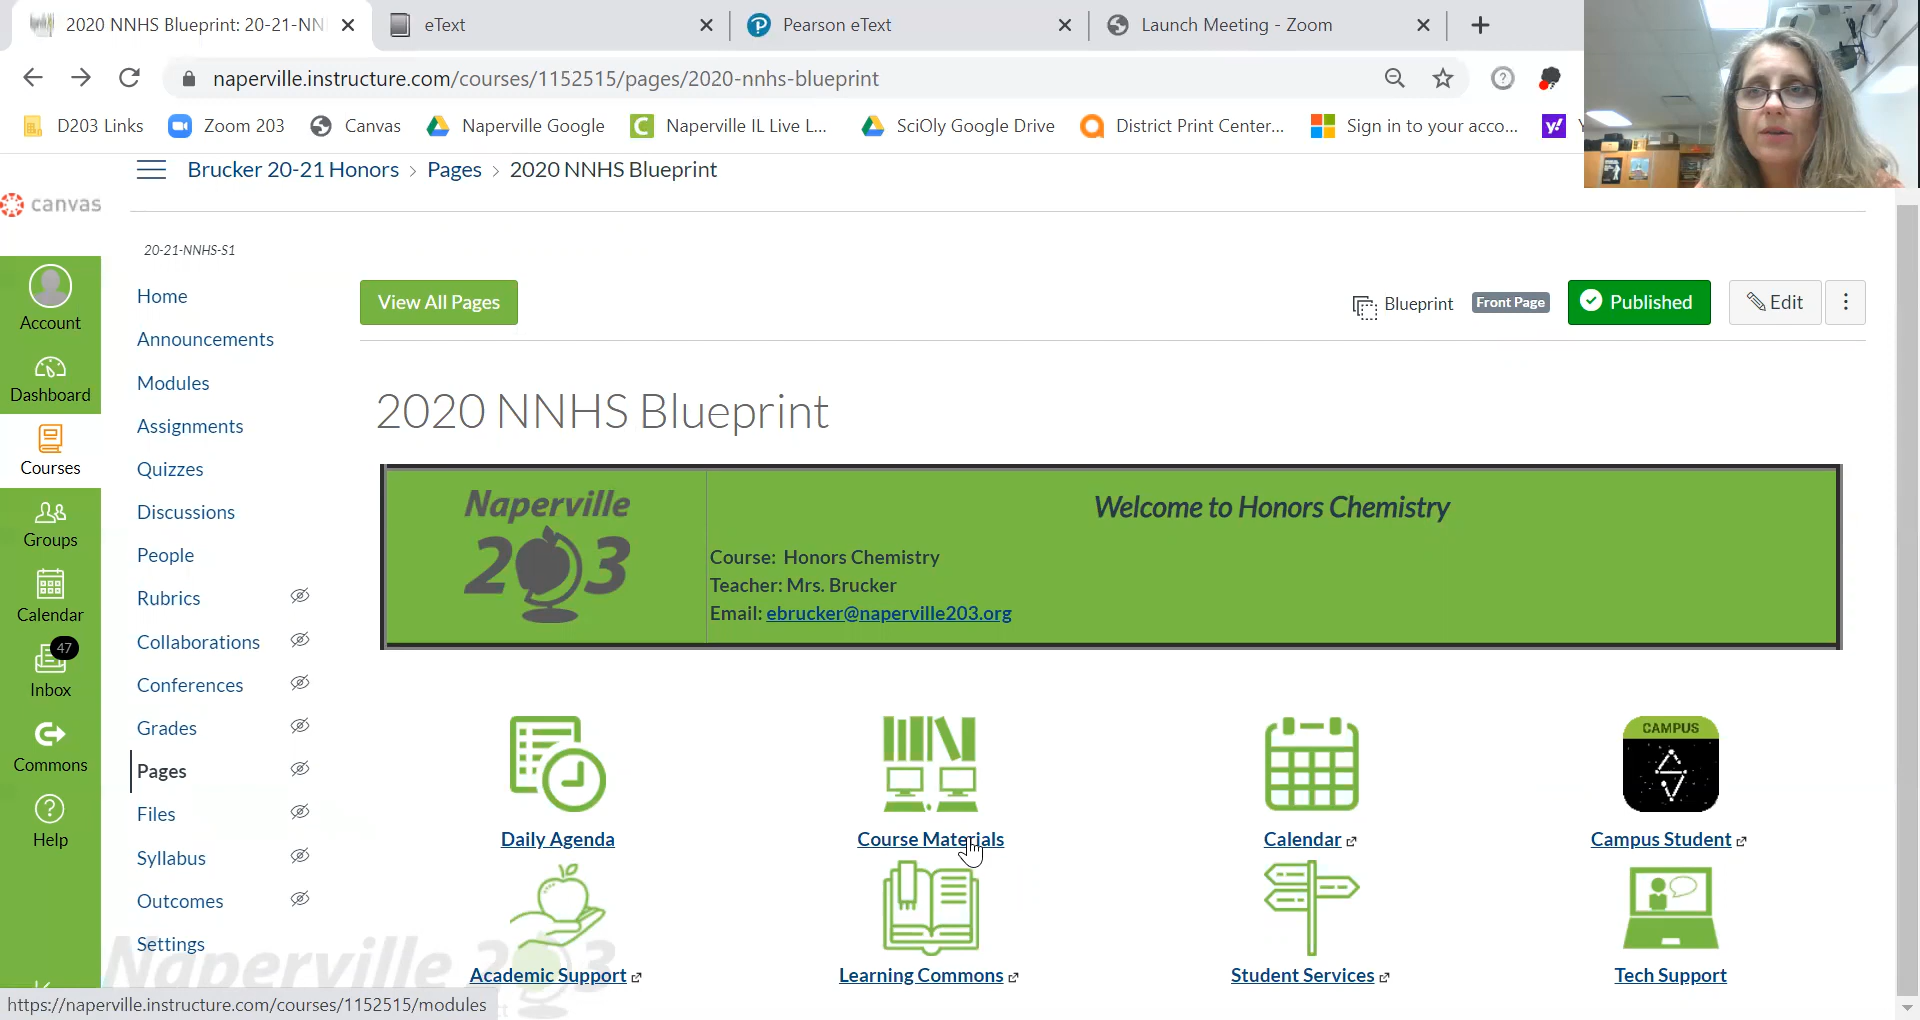 2020 NNHS Blueprint: 20-21-NN
eText
Pearson eText
Launch Meeting - Zoom
naperville.instructure.com/courses/1152515/pages/2020-nnhs-blueprint
D203 Links
Zoom 203
Canvas
Naperville Google
Naperville IL Live L...
SciOly Google Drive
District Print Center...
Sign in to your acco...
Brucker 20-21 Honors > Pages > 2020 NNHS Blueprint
canvas
20-21-NNHS-S1
Account
Dashboard
Courses
Groups
Calendar
47
Inbox
Commons
Help
Home
Announcements
Modules
Assignments
Quizzes
Discussions
People
Rubrics
Collaborations
Conferences
Grades
Pages
Files
Syllabus
Outcomes
Settings
View All Pages
Blueprint
Front Page
Published
Edit
2020 NNHS Blueprint
Naperville
203
Welcome to Honors Chemistry
Course: Honors Chemistry
Teacher: Mrs. Brucker
Email: ebrucker@naperville203.org
CAMPUS
Daily Agenda
Course Materials
Calendar
Campus Student
Academic Support
Learning Commons
Student Services
Tech Support
Naperville 203
https://naperville.instructure.com/courses/1152515/modules